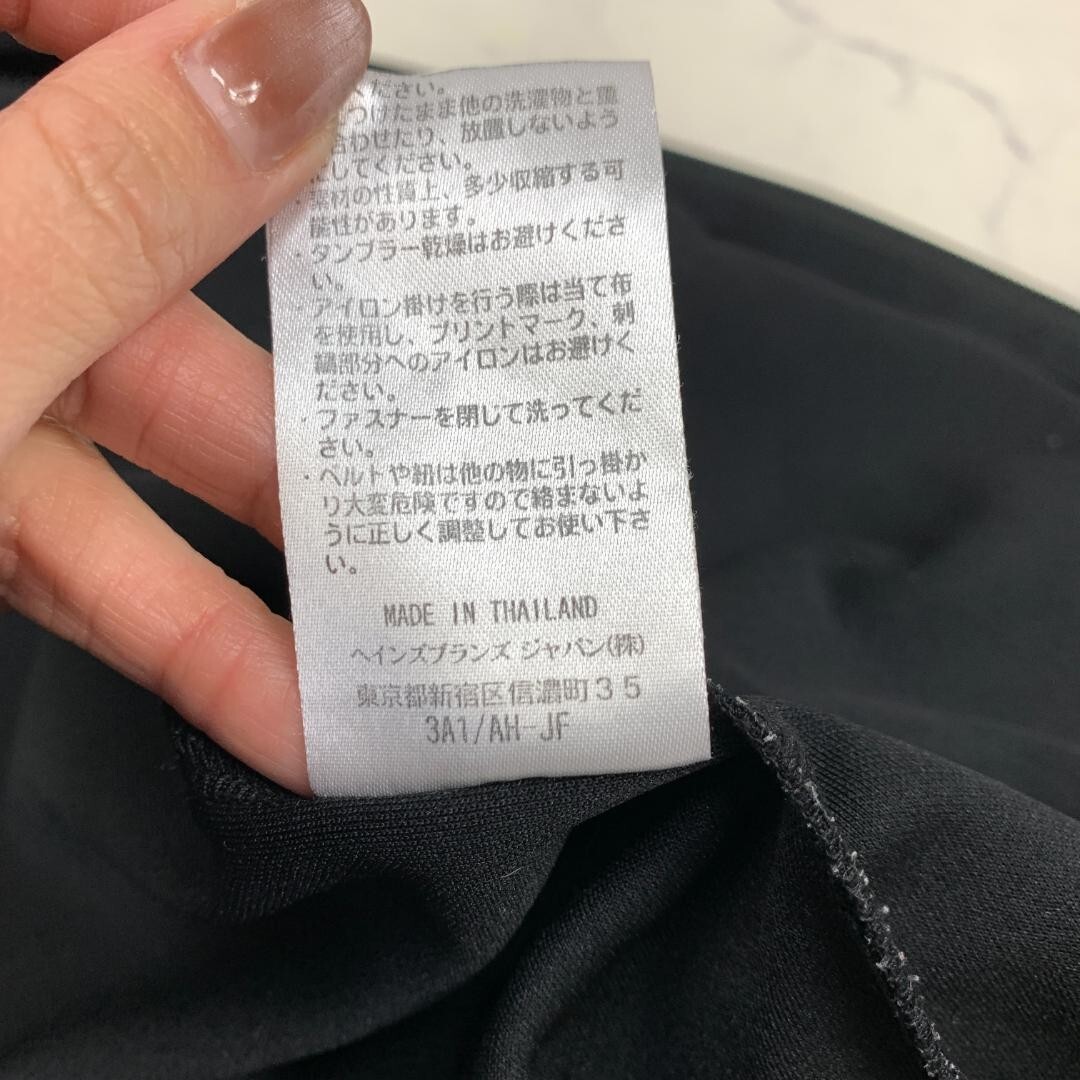 ください。
つけたまま他の洗濯物と重
合わせたり、放置しないよう
にしてください。
・素材の性質上、多少収縮する可
能性があります。
・タンブラー乾燥はお避けくださ
い。
・アイロン掛けを行う際は当て布
を使用し、プリントマーク、刺
繍部分へのアイロンはお避けく
ださい。
・ファスナーを閉じて洗ってくだ
さい。
・ベルトや紐は他の物に引っ掛か
り大変危険ですので絡まないよ
うに正しく調整してお使い下さ
い。
MADE IN THAILAND
ヘインズブランズ ジャパン(株)
東京都新宿区信濃町35
3A1/AH-JF